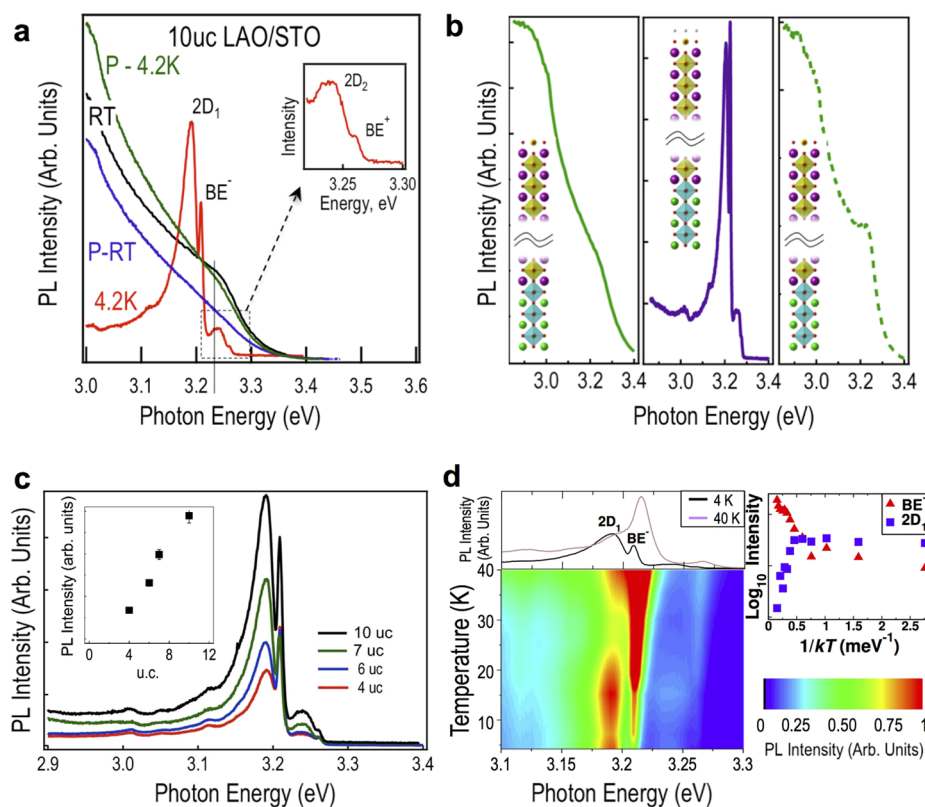 a
10uc LAO/STO
P - 4.2K
RT
P-RT
4.2K
2D₁
BE⁻
2D₂
BE⁺
Intensity
3.25 3.30
Energy, eV
PL Intensity (Arb. Units)
3.0 3.1 3.2 3.3 3.4 3.5 3.6
Photon Energy (eV)
b
PL Intensity (Arb. Units)
3.0 3.2 3.4
3.0 3.2 3.4
3.0 3.2 3.4
Photon Energy (eV)
c
PL Intensity (arb. units)
0 4 8 12
u.c.
10 uc
7 uc
6 uc
4 uc
PL Intensity (Arb. Units)
2.9 3.0 3.1 3.2 3.3 3.4
Photon Energy (eV)
d
PL Intensity
(Arb. Units)
2D₁
BE⁻
4 K
40 K
Temperature (K)
40
30
20
10
3.1 3.15 3.2 3.25 3.3
Photon Energy (eV)
Log₁₀ Intensity
BE⁻
2D₁
0 0.6 1.5 2.4
1/kT (meV⁻¹)
0 0.25 0.50 0.75 1
PL Intensity (Arb. Units)